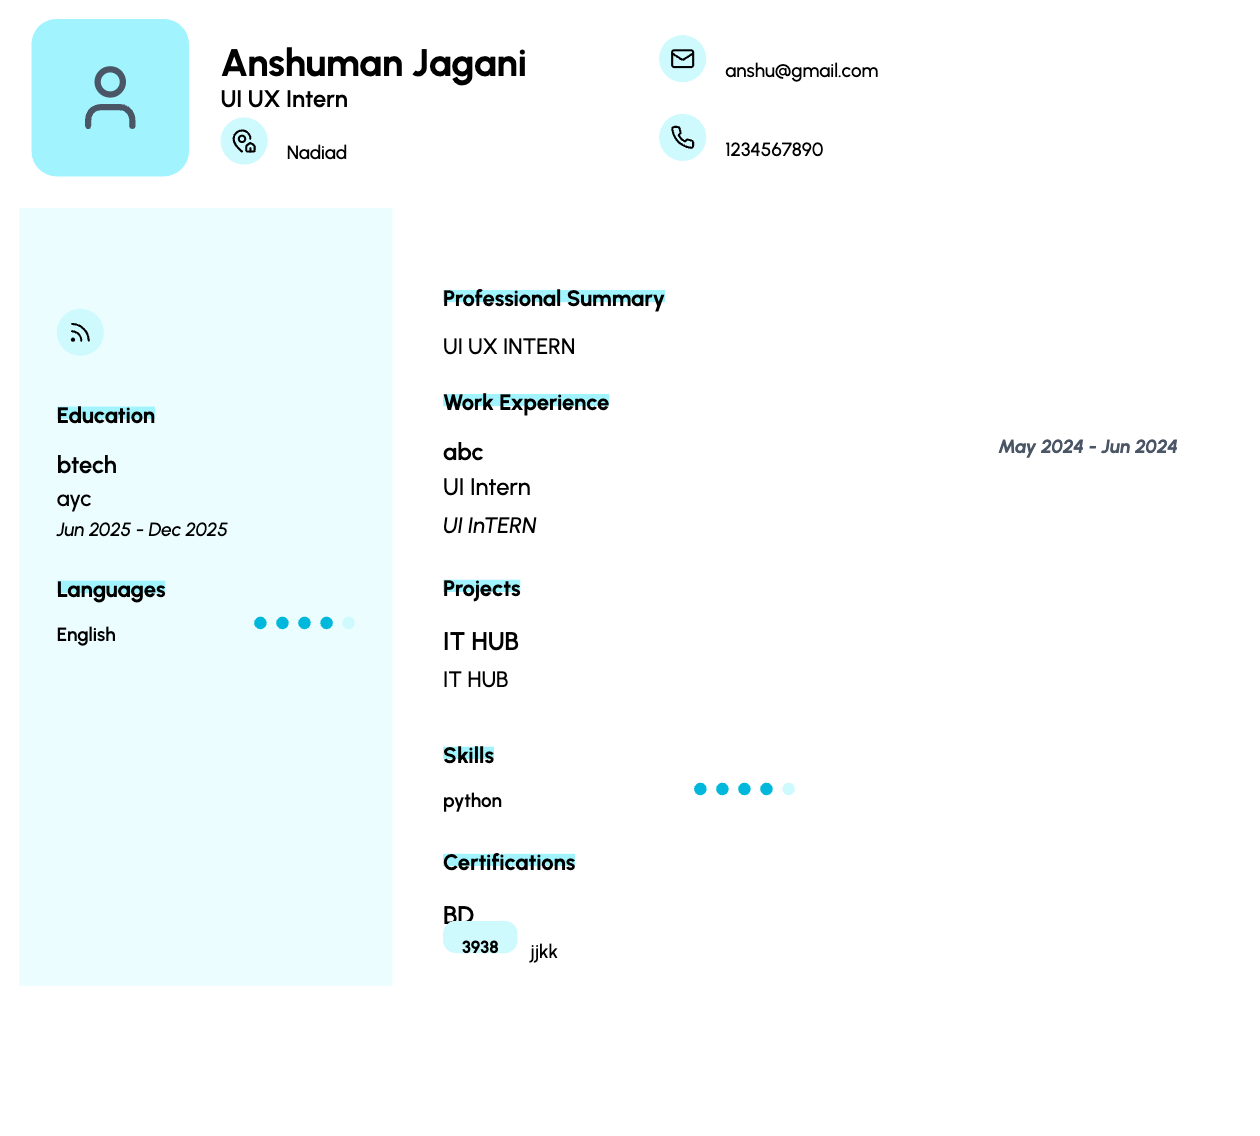 Anshuman Jagani
UI UX Intern
Nadiad
anshu@gmail.com
1234567890
Education
btech
ayc
Jun 2025 - Dec 2025
Languages
English
Professional Summary
UI UX INTERN
Work Experience
abc
May 2024 - Jun 2024
UI Intern
UI InTERN
Projects
IT HUB
IT HUB
Skills
python
Certifications
BD
3938 jjkk